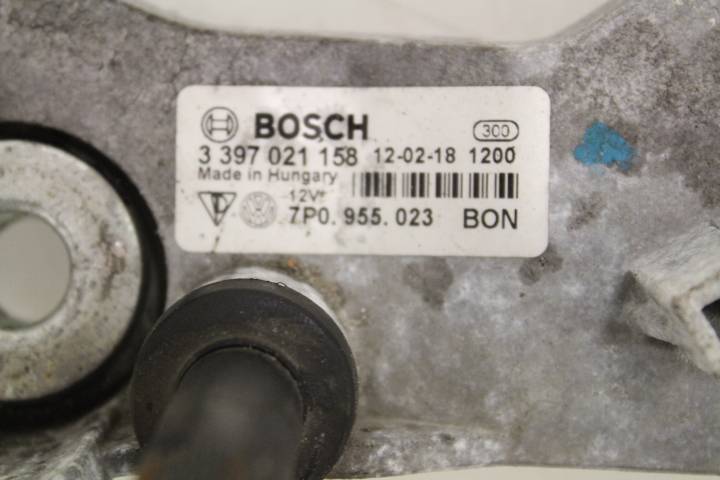 BOSCH 300
3 397 021 158 12-02-18 1200
Made in Hungary
12V
7P0.955.023 BON